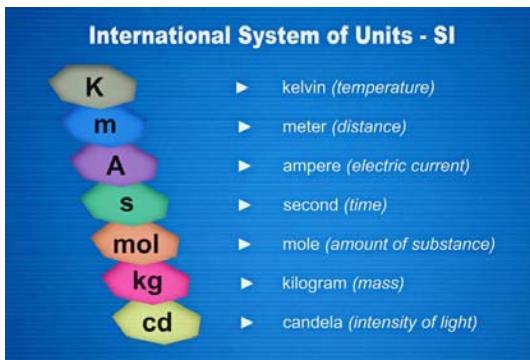 International System of Units - SI
K ► kelvin (temperature)
m ► meter (distance)
A ► ampere (electric current)
s ► second (time)
mol ► mole (amount of substance)
kg ► kilogram (mass)
cd ► candela (intensity of light)